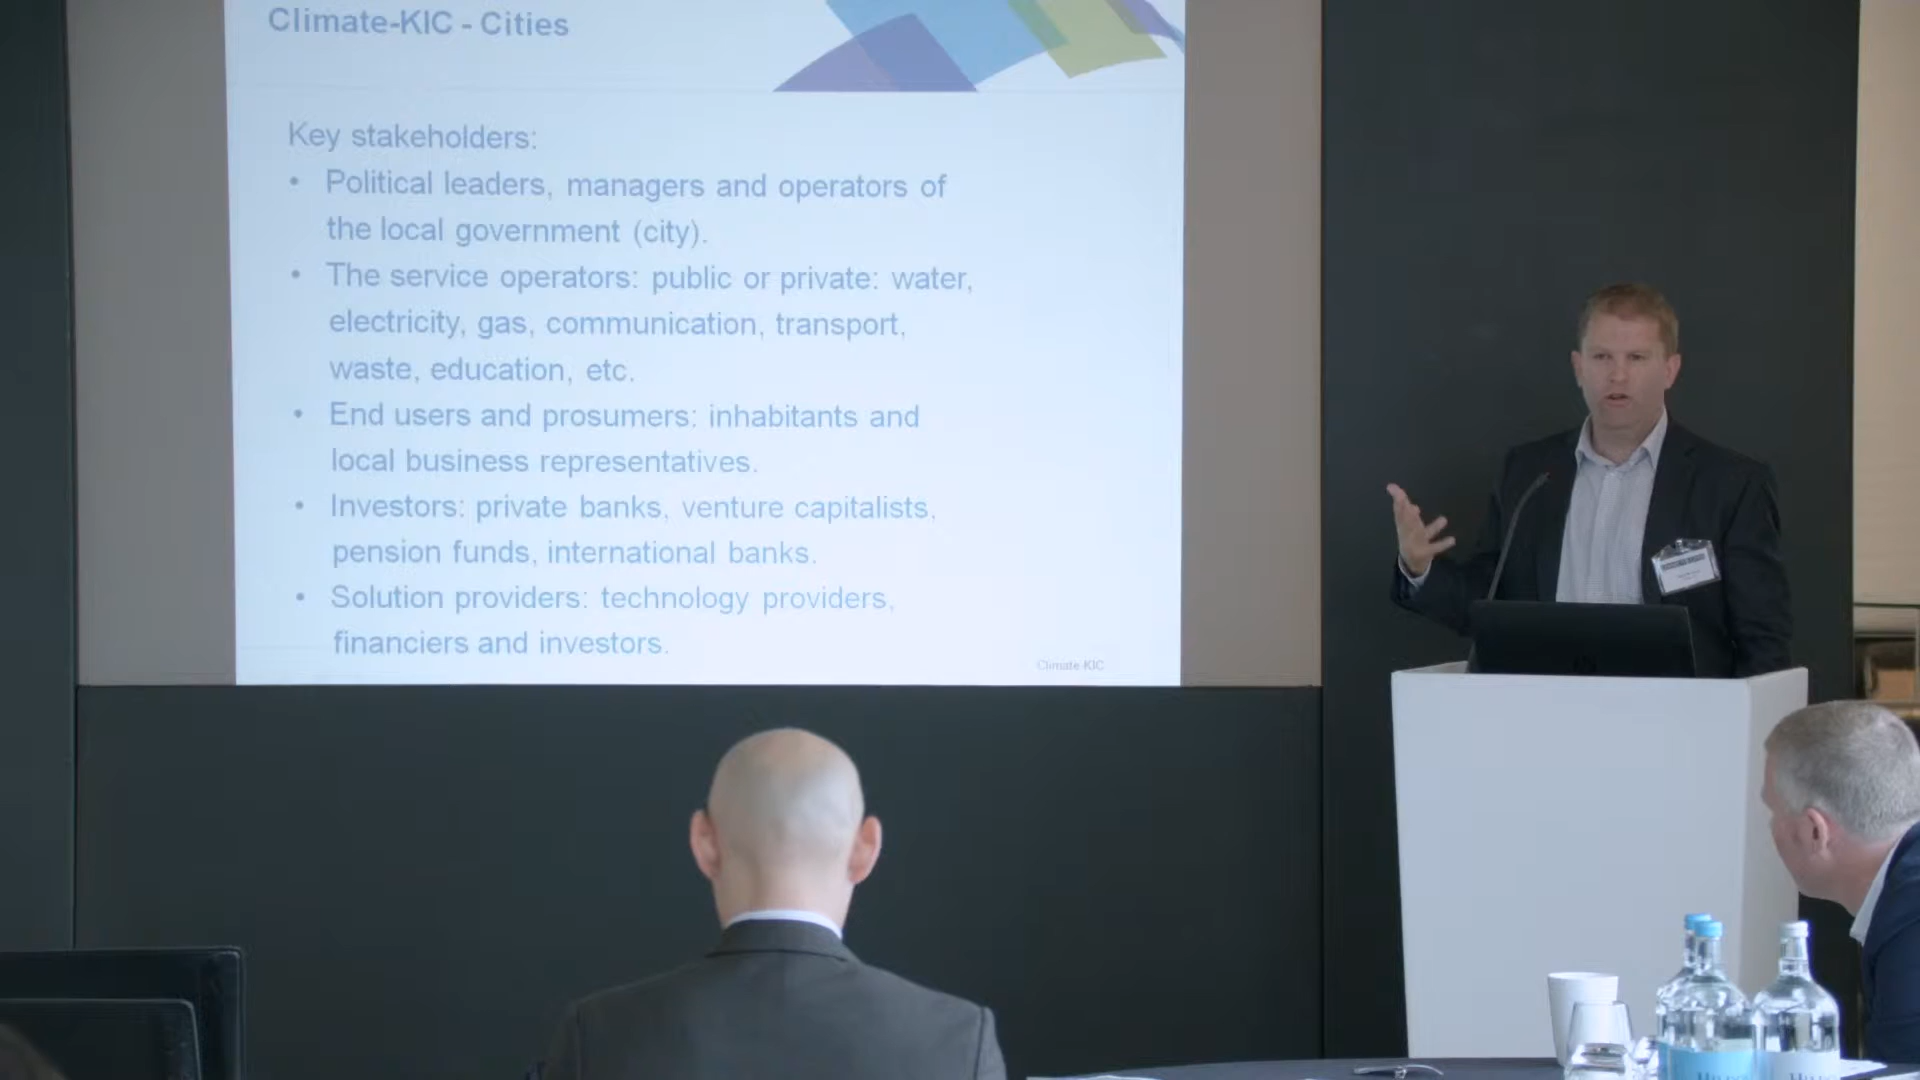 Climate-KIC - Cities
Key stakeholders:
• Political leaders, managers and operators of
the local government (city).
• The service operators: public or private: water,
electricity, gas, communication, transport,
waste, education, etc.
• End users and prosumers: inhabitants and
local business representatives.
• Investors: private banks, venture capitalists,
pension funds, international banks.
• Solution providers: technology providers,
financiers and investors.
Climate-KIC